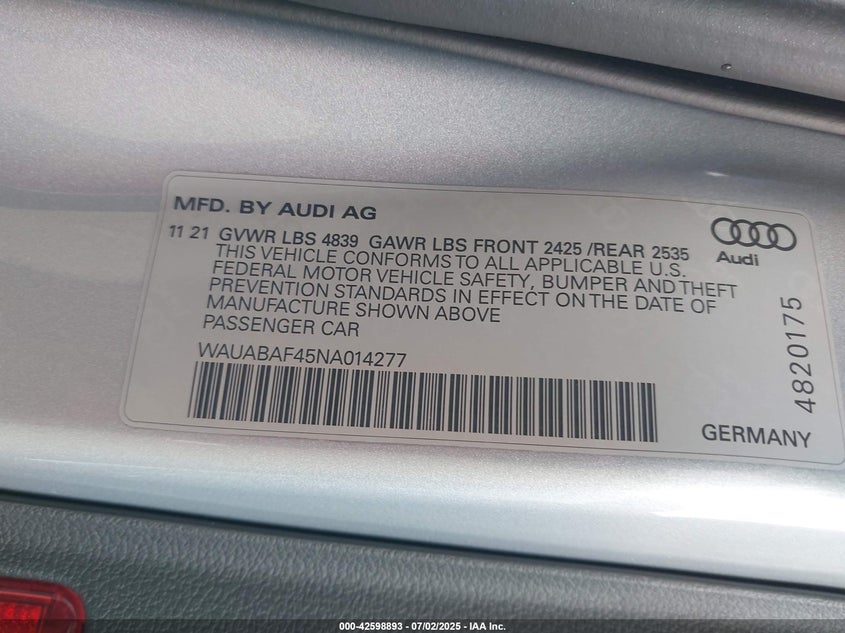 MFD. BY AUDI AG
11 21 GVWR LBS 4839 GAWR LBS FRONT 2425 /REAR 2535
THIS VEHICLE CONFORMS TO ALL APPLICABLE U.S.
FEDERAL MOTOR VEHICLE SAFETY, BUMPER AND THEFT
PREVENTION STANDARDS IN EFFECT ON THE DATE OF
MANUFACTURE SHOWN ABOVE
PASSENGER CAR
WAUABAF45NA014277
Audi
4820175
GERMANY
000-42598893 - 07/02/2025 - IAA Inc.